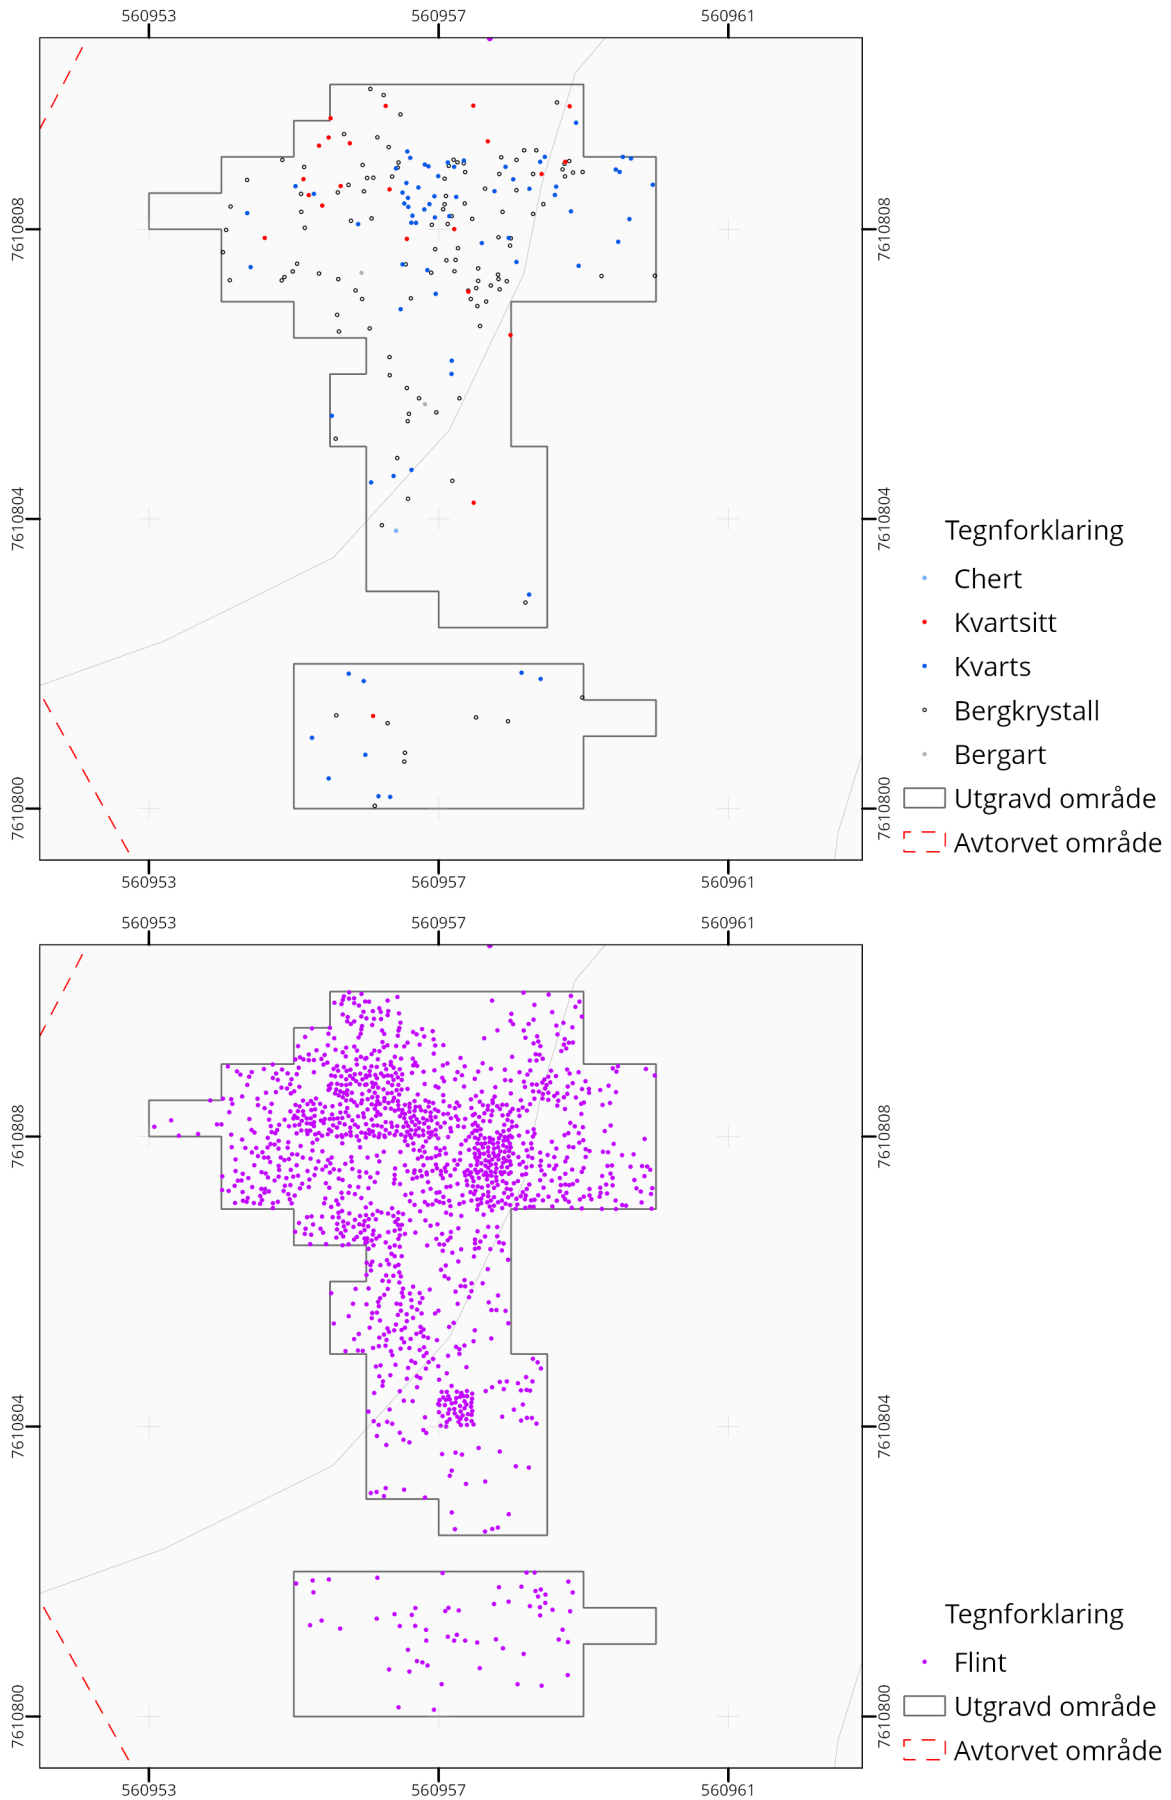 560953 560957 560961
7610808 7610808
7610804 7610804
Tegnforklaring
Chert
Kvartsitt
Kvarts
Bergkrystall
Bergart
Utgravd område
Avtorvet område
7610800 7610800
560953 560957 560961
560953 560957 560961
7610808 7610808
7610804 7610804
Tegnforklaring
Flint
Utgravd område
Avtorvet område
7610800 7610800
560953 560957 560961